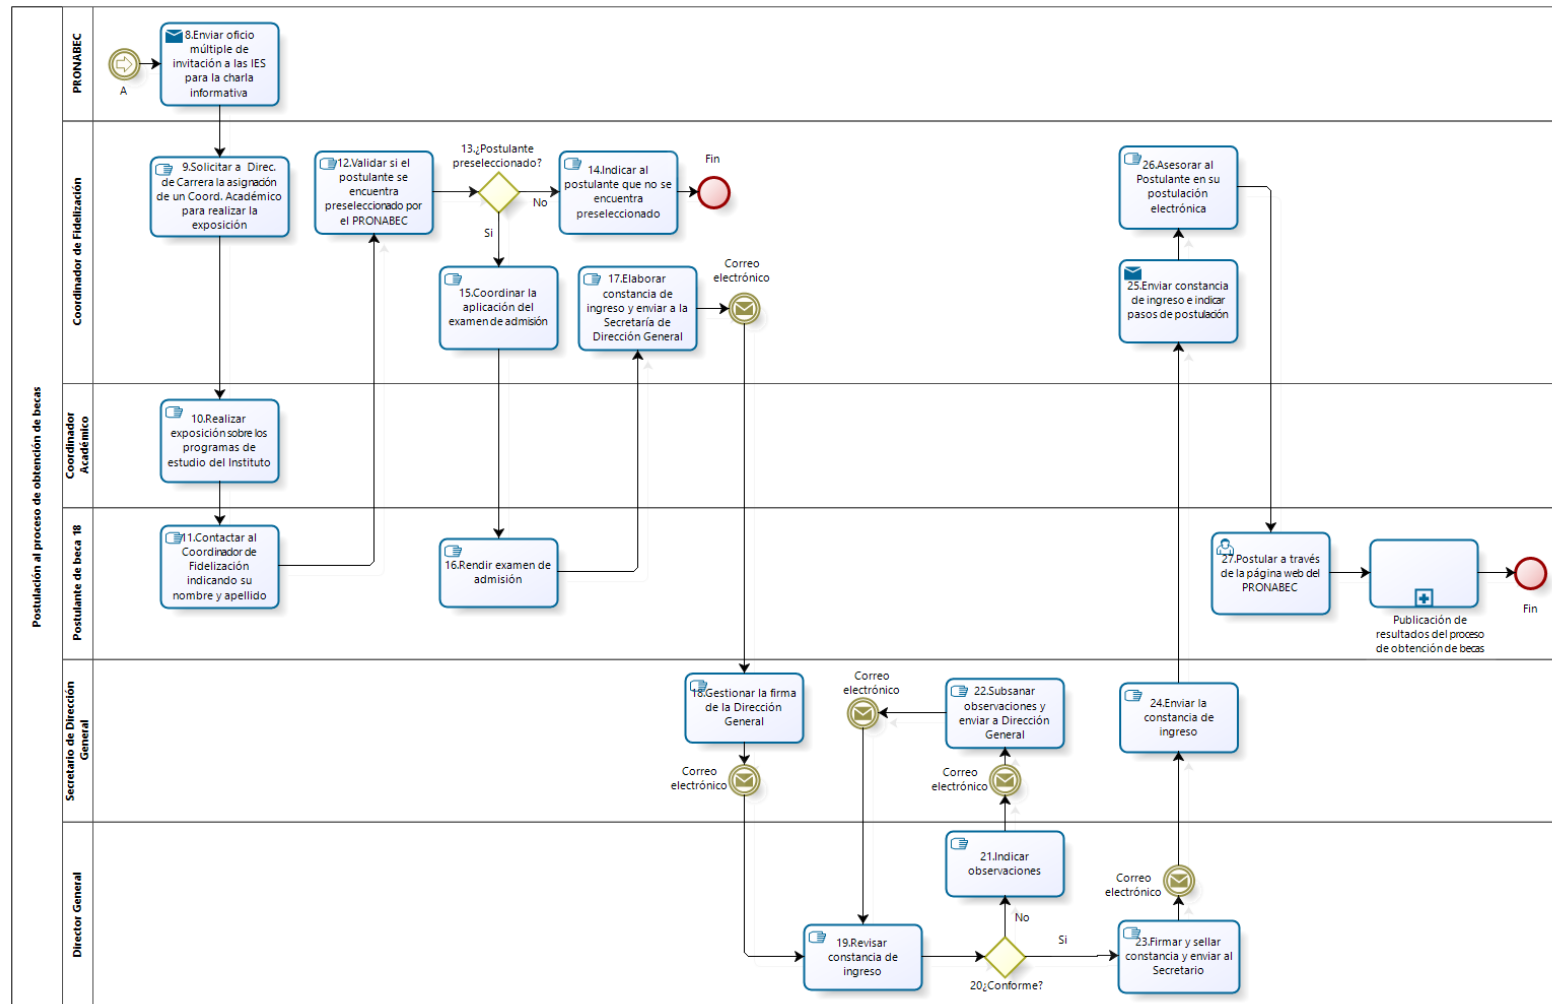 Postulación al proceso de obtención de becas
PRONABEC
A
8.Enviar oficio
múltiple de
invitación a las IES
para la charla
informativa
Coordinador de Fidelización
9.Solicitar a Direc.
de Carrera la asignación
de un Coord. Académico
para realizar la
exposición
12.Validar si el
postulante se
encuentra
preseleccionado por
el PRONABEC
13.¿Postulante
preseleccionado?
No
Si
14.Indicar al
postulante que no se
encuentra
preseleccionado
Fin
15.Coordinar la
aplicación del
examen de admisión
17.Elaborar
constancia de
ingreso y enviar a la
Secretaría de
Dirección General
Correo
electrónico
26.Asesorar al
Postulante en su
postulación
electrónica
25.Enviar constancia
de ingreso e indicar
pasos de postulación
Coordinador
Académico
10.Realizar
exposición sobre los
programas de
estudio del Instituto
Postulante de beca 18
11.Contactar al
Coordinador de
Fidelización
indicando su
nombre y apellido
16.Rendir examen de
admisión
27.Postular a través
de la página web del
PRONABEC
Publicación de
resultados del proceso
de obtención de becas
Fin
Secretario de Dirección
General
18.Gestionar la firma
de la Dirección
General
Correo
electrónico
Correo
electrónico
22.Subsanar
observaciones y
enviar a Dirección
General
Correo
electrónico
24.Enviar la
constancia de
ingreso
Director General
19.Revisar
constancia de
ingreso
21.Indicar
observaciones
No
Si
20¿Conforme?
Correo
electrónico
23.Firmar y sellar
constancia y enviar al
Secretario